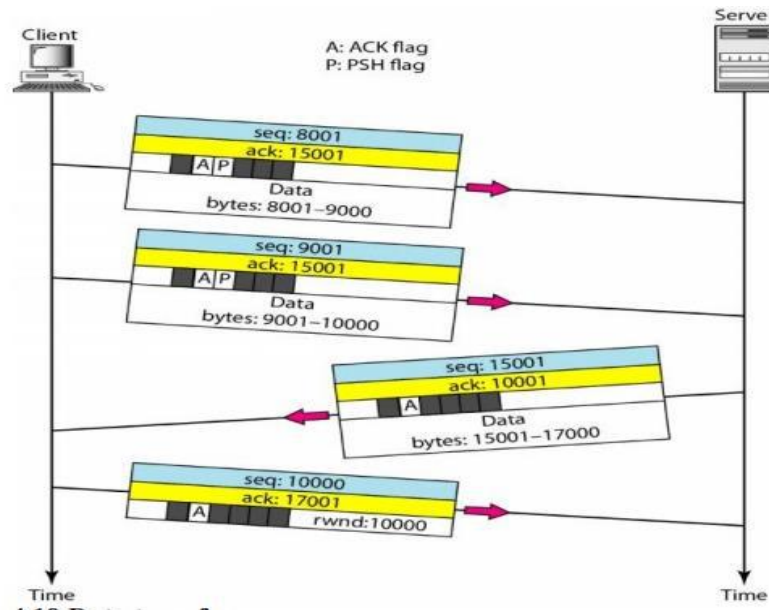 Client
A: ACK flag
P: PSH flag
Serve
seq: 8001
ack: 15001
A P
Data
bytes: 8001–9000
seq: 9001
ack: 15001
A P
Data
bytes: 9001–10000
seq: 15001
ack: 10001
A
Data
bytes: 15001–17000
seq: 10000
ack: 17001
A rwnd:10000
Time
Time